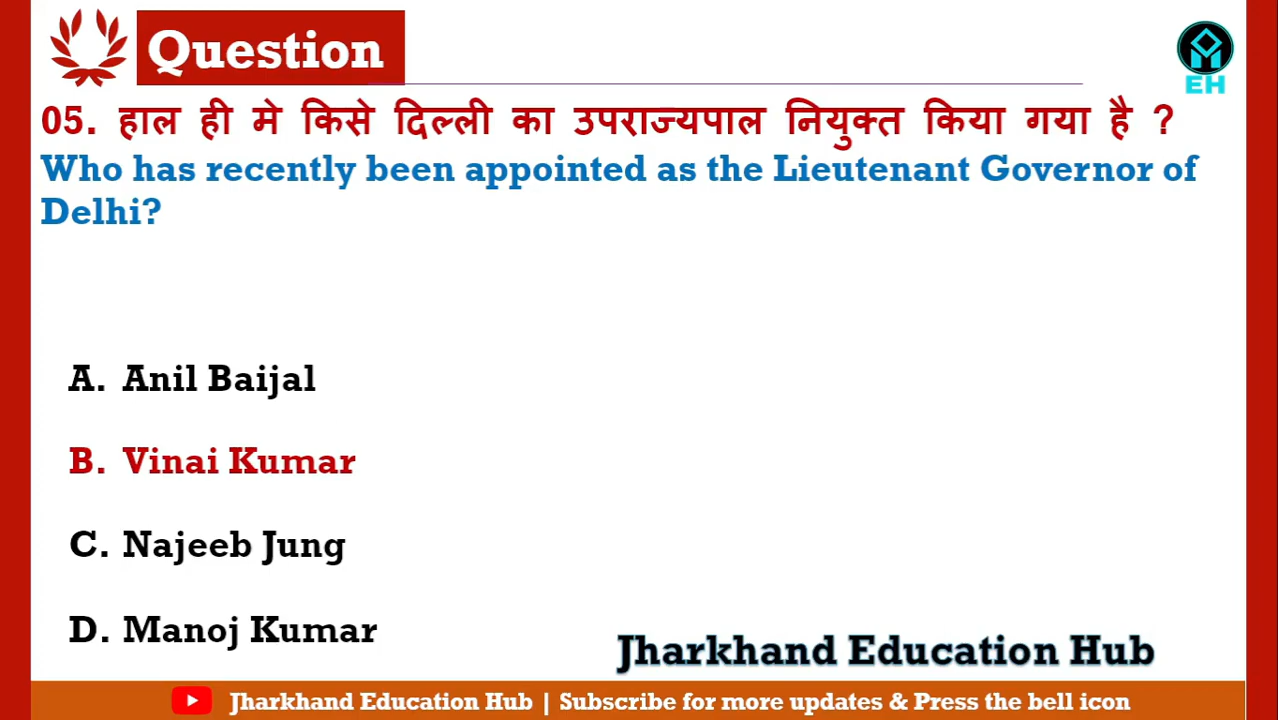 Question
EH
05. हाल ही मे किसे दिल्ली का उपराज्यपाल नियुक्त किया गया है ?
Who has recently been appointed as the Lieutenant Governor of
Delhi?
A. Anil Baijal
B. Vinai Kumar
C. Najeeb Jung
D. Manoj Kumar
Jharkhand Education Hub
Jharkhand Education Hub | Subscribe for more updates & Press the bell icon